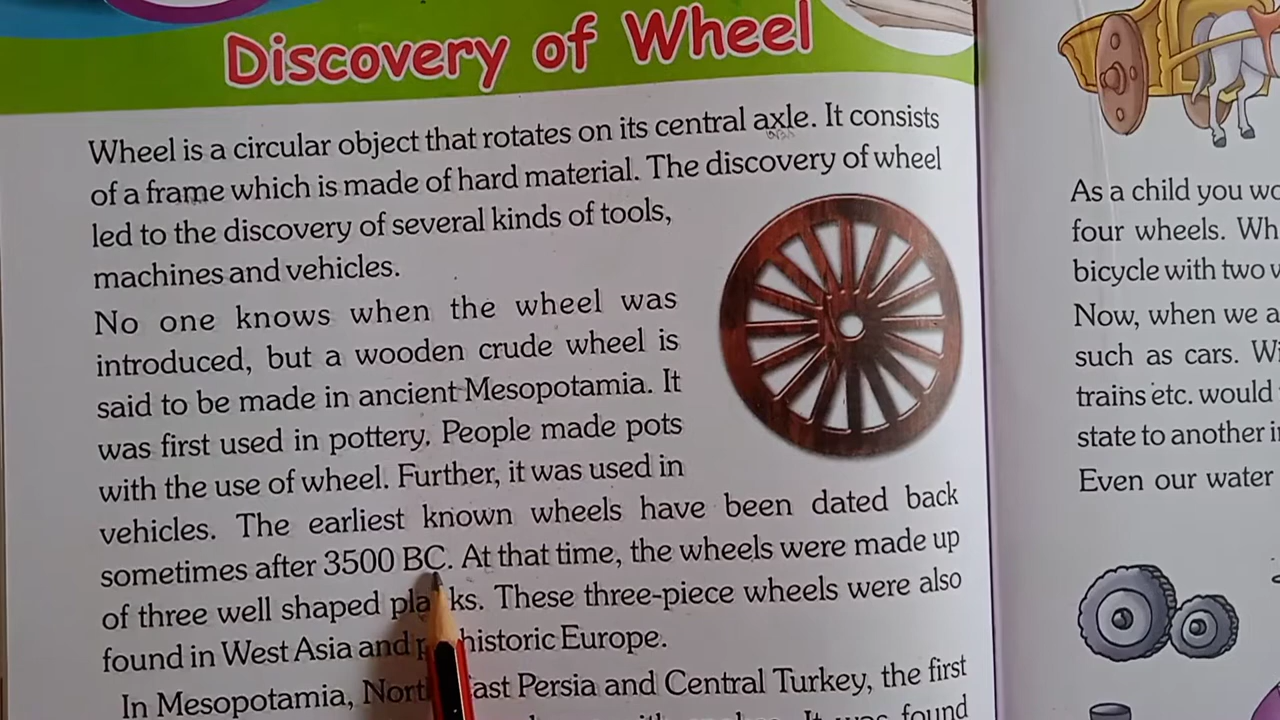 Discovery of Wheel
Wheel is a circular object that rotates on its central axle. It consists
of a frame which is made of hard material. The discovery of wheel
led to the discovery of several kinds of tools,
machines and vehicles.
No one knows when the wheel was
introduced, but a wooden crude wheel is
said to be made in ancient Mesopotamia. It
was first used in pottery. People made pots
with the use of wheel. Further, it was used in
vehicles. The earliest known wheels have been dated back
sometimes after 3500 BC. At that time, the wheels were made up
of three well shaped pla ks. These three-piece wheels were also
found in West Asia and p historic Europe.
In Mesopotamia, Nort ast Persia and Central Turkey, the first
found
As a child you
four wheels.
bicycle with two
Now, when we
such as cars.
trains etc. would
state to another
Even our water